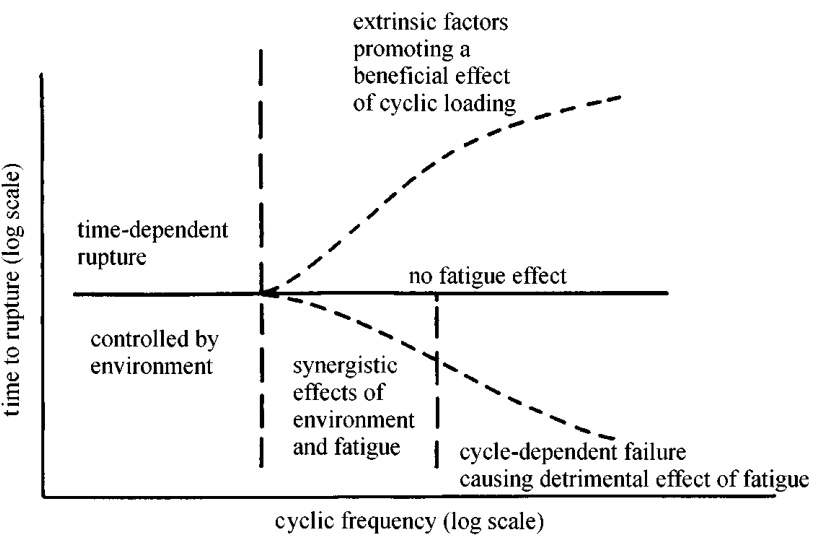 extrinsic factors
promoting a
beneficial effect
of cyclic loading
time to rupture (log scale)
time-dependent
rupture
no fatigue effect
controlled by
environment
synergistic
effects of
environment
and fatigue
cycle-dependent failure
causing detrimental effect of fatigue
cyclic frequency (log scale)